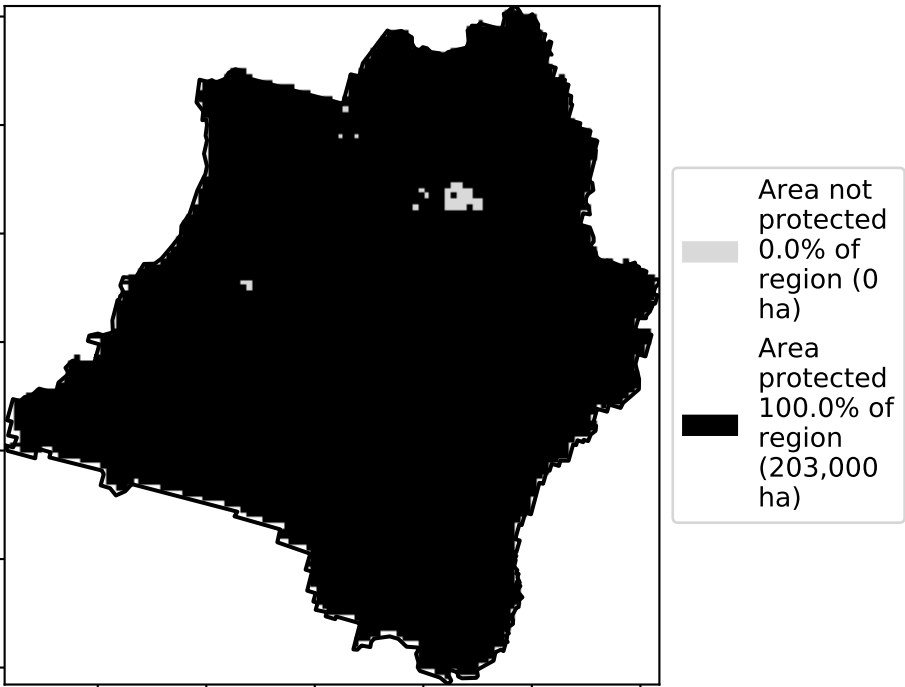 Area not
protected
0.0% of
region (0
ha)
Area
protected
100.0% of
region
(203,000
ha)